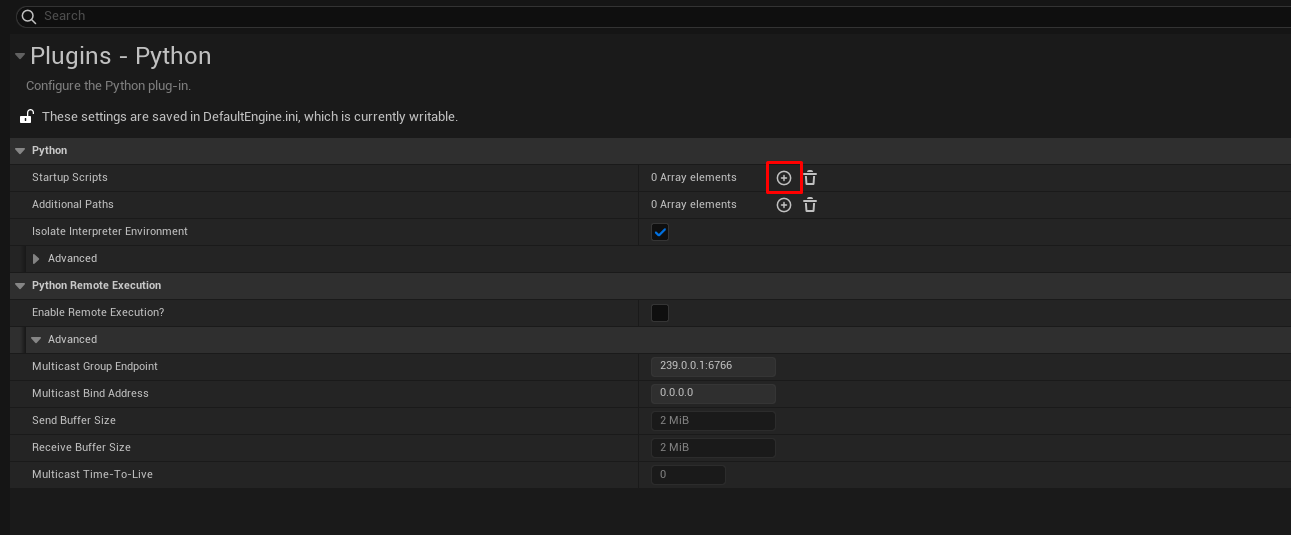 Search
Plugins - Python
Configure the Python plug-in.
These settings are saved in DefaultEngine.ini, which is currently writable.
Python
Startup Scripts 0 Array elements
Additional Paths 0 Array elements
Isolate Interpreter Environment
Advanced
Python Remote Execution
Enable Remote Execution?
Advanced
Multicast Group Endpoint 239.0.0.1:6766
Multicast Bind Address 0.0.0.0
Send Buffer Size 2 MiB
Receive Buffer Size 2 MiB
Multicast Time-To-Live 0